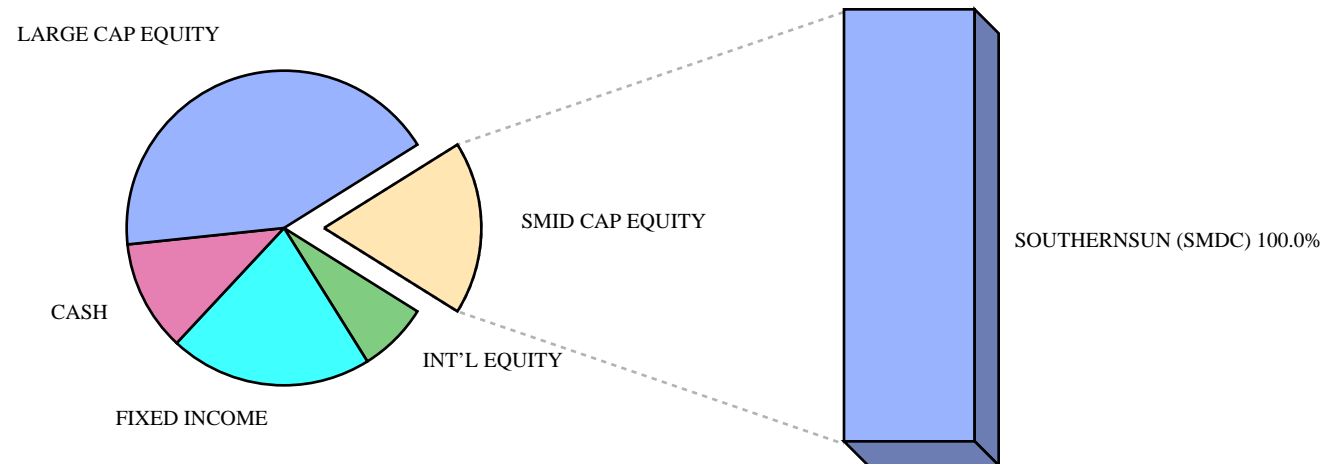 LARGE CAP EQUITY
SMID CAP EQUITY
SOUTHERNSUN (SMDC) 100.0%
CASH
INT'L EQUITY
FIXED INCOME